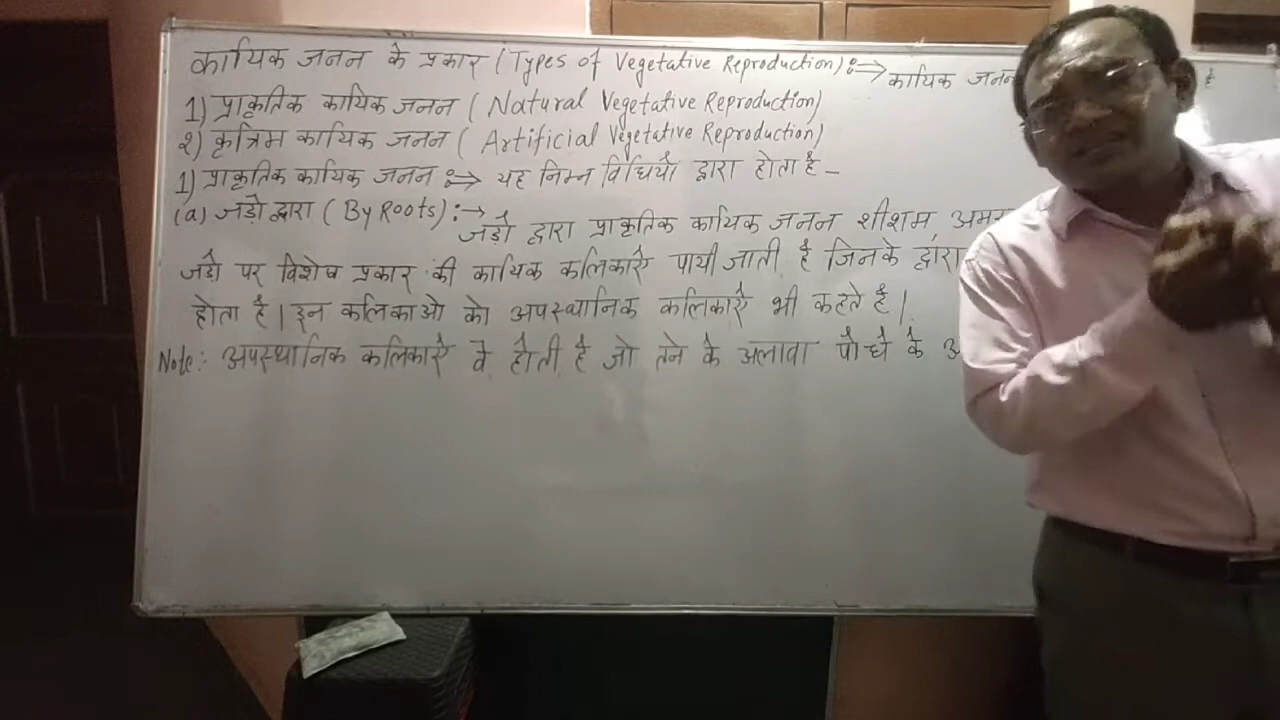 कायिक जनन के प्रकार (Types of Vegetative Reproduction) :⇒ कायिक जनन है
1) प्राकृतिक कायिक जनन ( Natural Vegetative Reproduction)
२) कृत्रिम कायिक जनन ( Artificial Vegetative Reproduction)
1) प्राकृतिक कायिक जनन :⇒ यह निम्न विधियों द्वारा होता है –
(a) जड़ो द्वारा ( By Roots) :→ जड़ों द्वारा प्राकृतिक कायिक जनन शीशम,
जड़ो पर विशेष प्रकार की कायिक कलिकाऐं पायी जाती है जिनके द्वारा
होता है | इन कलिकाओ को अपस्थानिक कलिकाऐं भी कहते है |
Note:- अपस्थानिक कलिकाऐं वे होती है जो तने के अलावा पौधे के